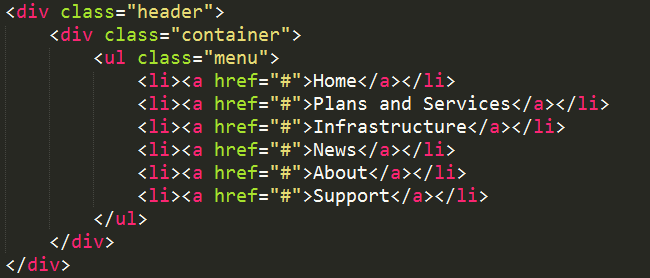 <div class="header">
    <div class="container">
        <ul class="menu">
            <li><a href="#">Home</a></li>
            <li><a href="#">Plans and Services</a></li>
            <li><a href="#">Infrastructure</a></li>
            <li><a href="#">News</a></li>
            <li><a href="#">About</a></li>
            <li><a href="#">Support</a></li>
        </ul>
    </div>
</div>